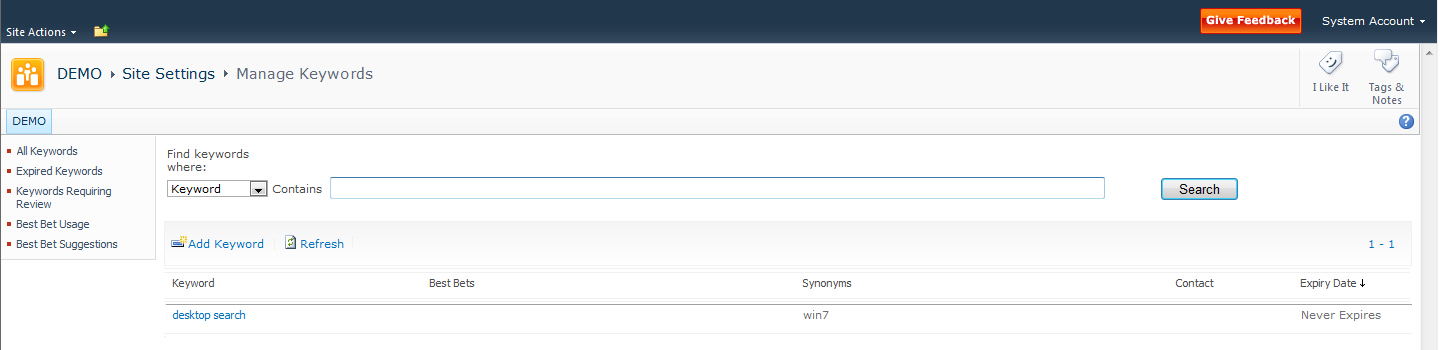 Give Feedback
System Account
Site Actions
DEMO Site Settings Manage Keywords
I Like It
Tags &
Notes
DEMO
?
All Keywords
Expired Keywords
Keywords Requiring
Review
Best Bet Usage
Best Bet Suggestions
Find keywords
where:
Keyword Contains Search
Add Keyword Refresh 1 - 1
Keyword Best Bets Synonyms Contact Expiry Date
desktop search win7 Never Expires